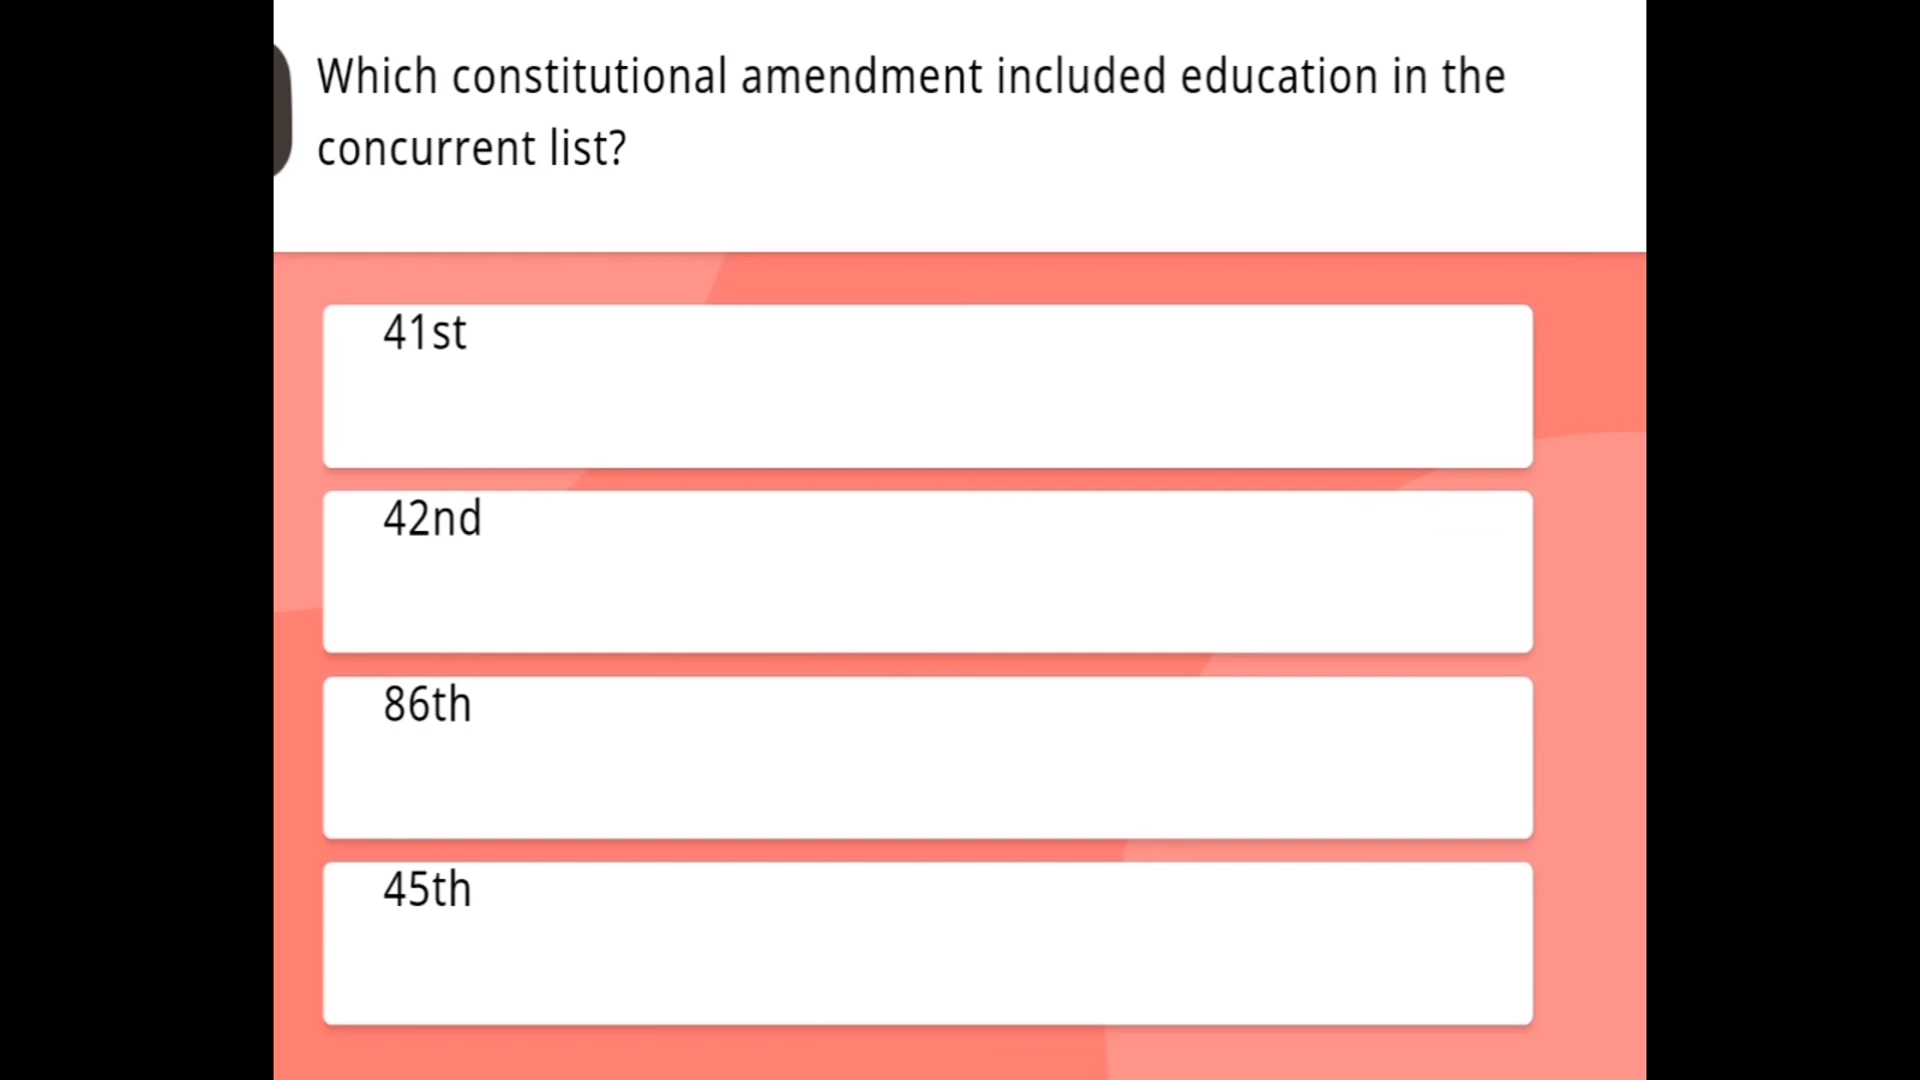 Which constitutional amendment included education in the
concurrent list?
41st
42nd
86th
45th